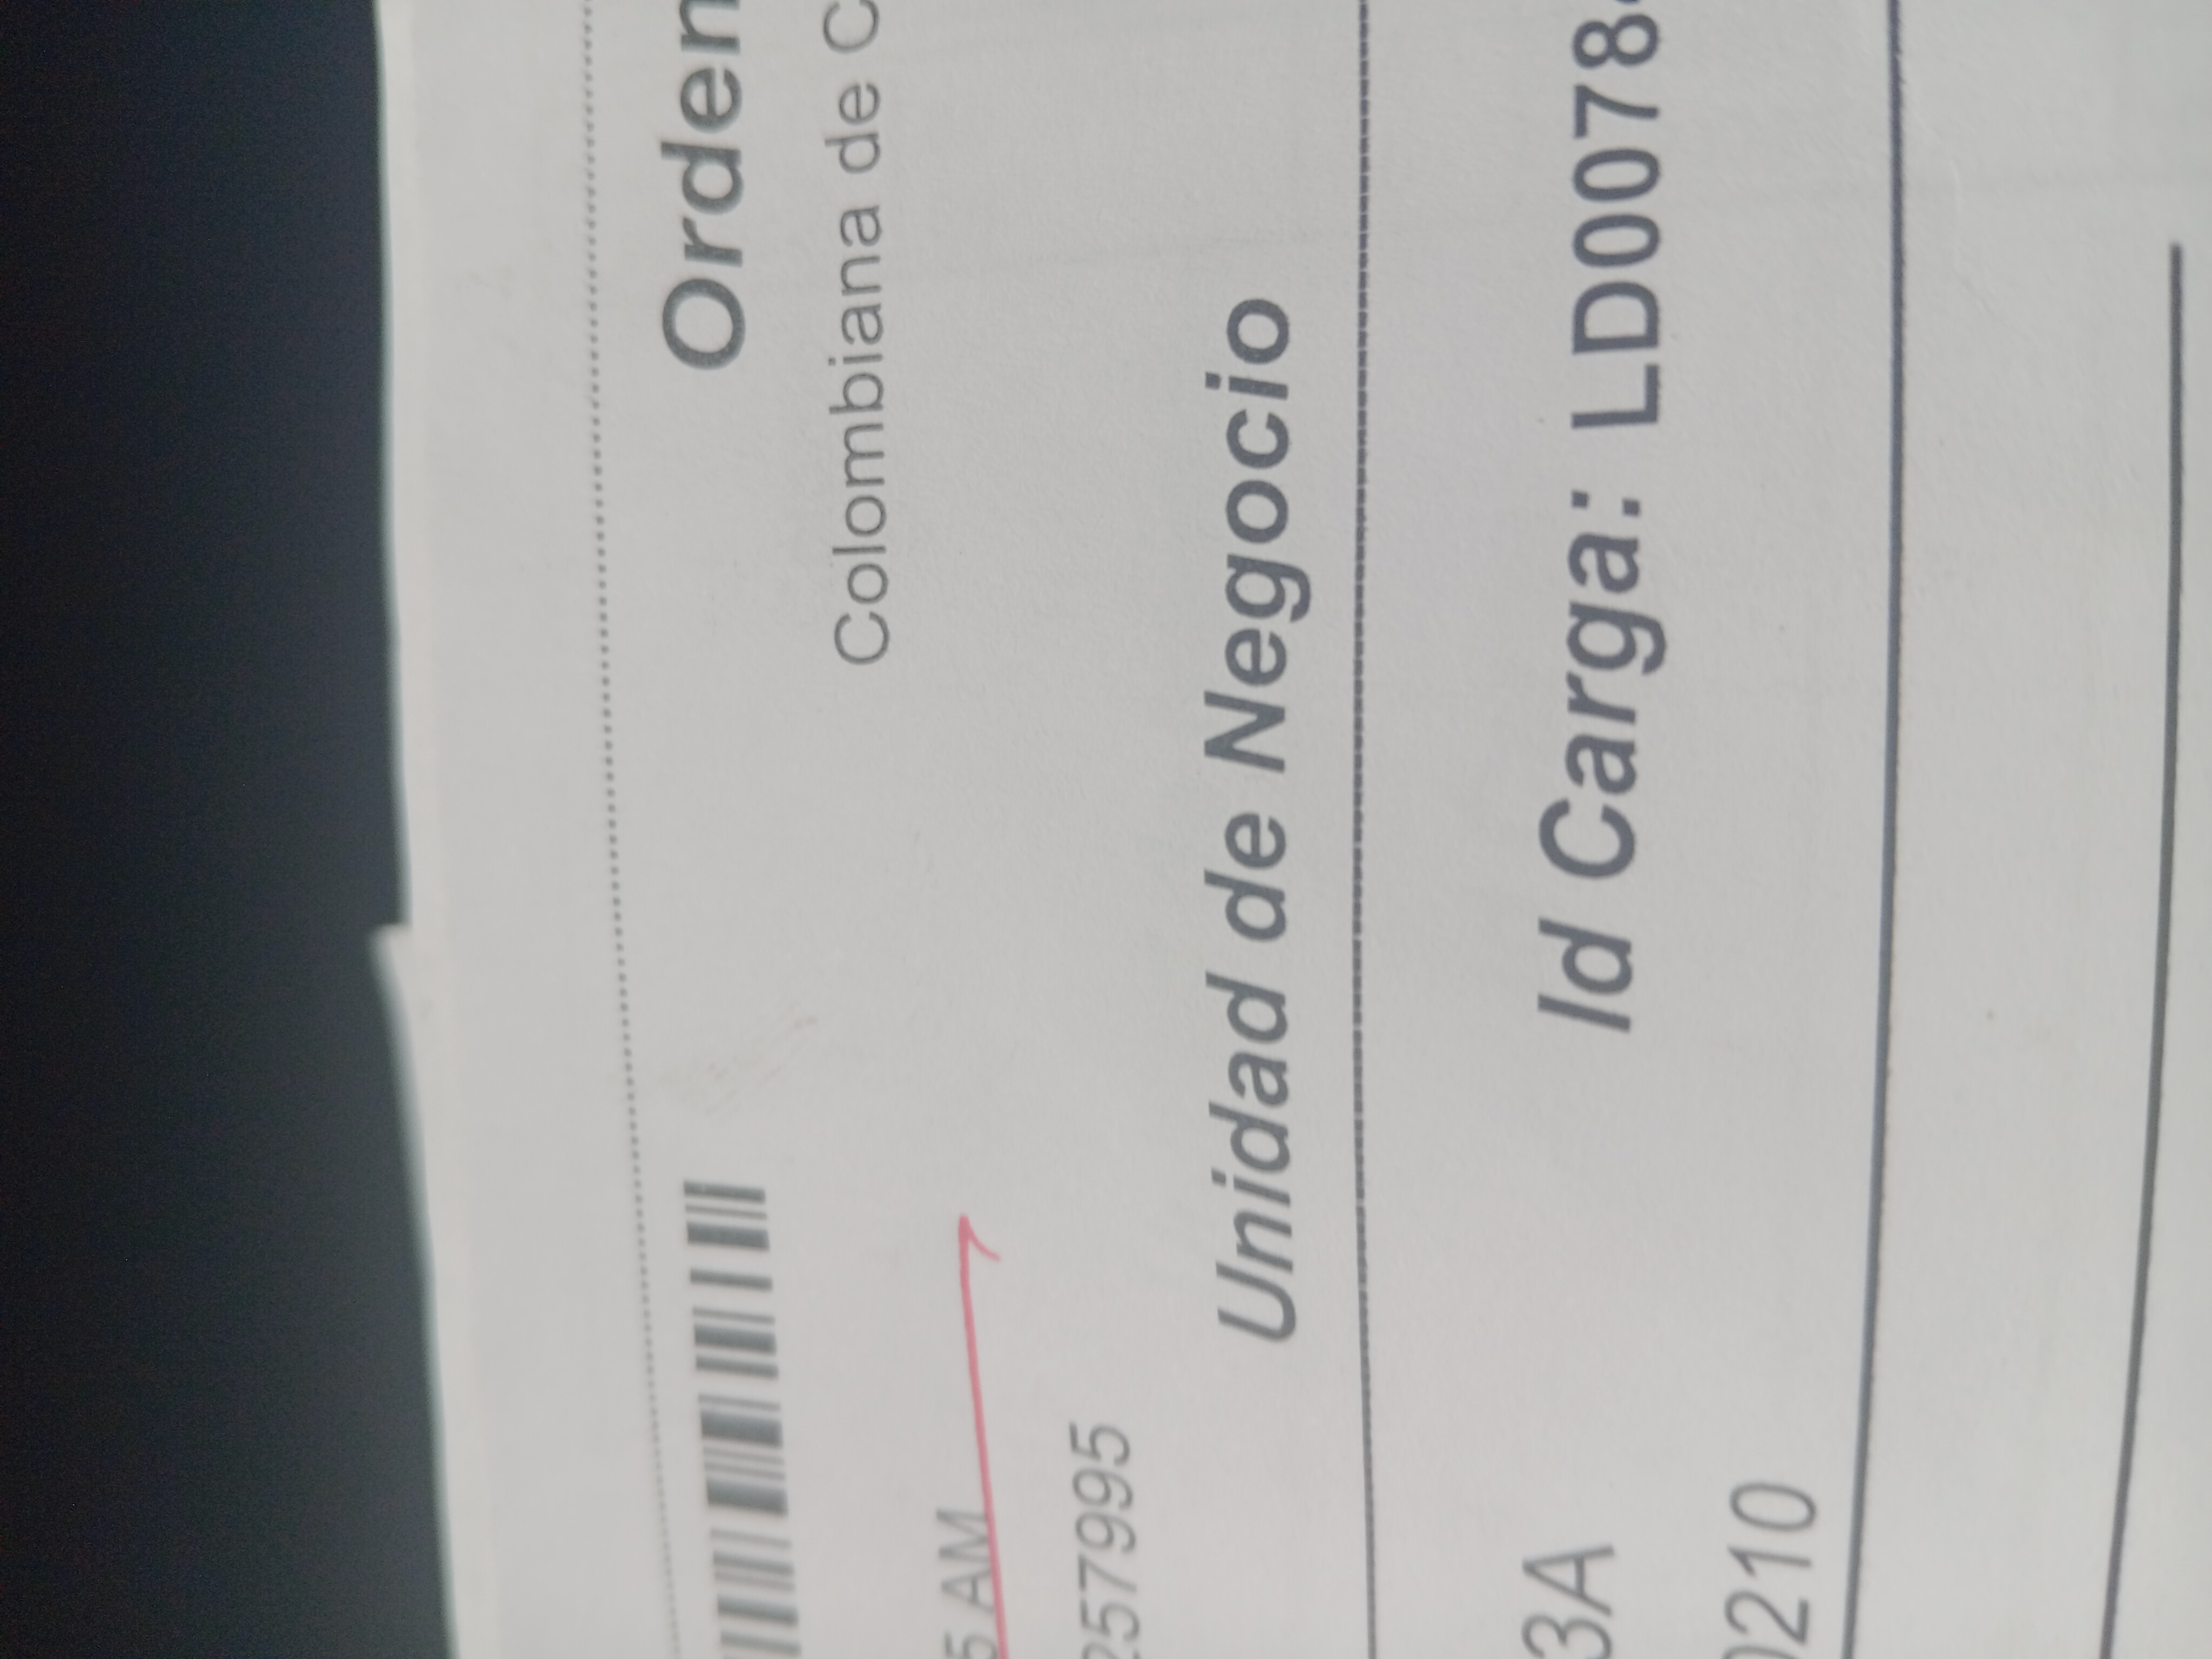 Orden
Colombiana de C
5 AM
257995
Unidad de Negocio
3A
Id Carga: LD0078
0210